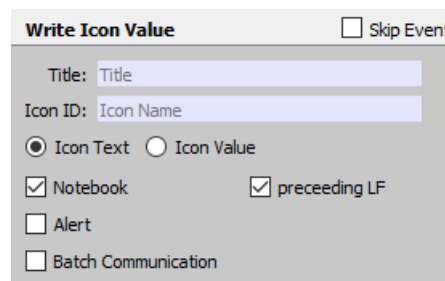 Write Icon Value Skip Event
Title: Title
Icon ID: Icon Name
Icon Text Icon Value
Notebook preceeding LF
Alert
Batch Communication